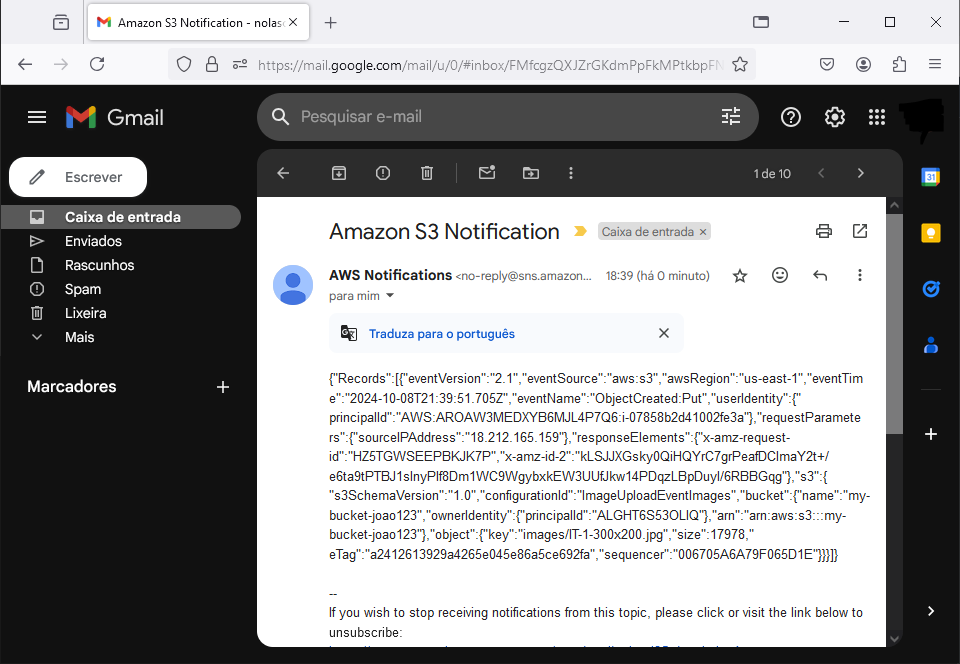 Amazon S3 Notification - nolas
https://mail.google.com/mail/u/0/#inbox/FMfcgzQXJZrGKdmPpFkMPtkbpFN
Gmail
Pesquisar e-mail
Escrever
1 de 10
Caixa de entrada
Enviados
Rascunhos
Spam
Lixeira
Mais
Marcadores
31
Amazon S3 Notification
Caixa de entrada ×
AWS Notifications <no-reply@sns.amazon... 18:39 (há 0 minuto)
para mim
Traduza para o português
{"Records":[{"eventVersion":"2.1","eventSource":"aws:s3","awsRegion":"us-east-1","eventTim
e":"2024-10-08T21:39:51.705Z","eventName":"ObjectCreated:Put","userIdentity":{"
principalId":"AWS:AROAW3MEDXYB6MJL4P7Q6:i-07858b2d41002fe3a"},"requestParamete
rs":{"sourceIPAddress":"18.212.165.159"},"responseElements":{"x-amz-request-
id":"HZ5TGWSEEPBKJK7P","x-amz-id-2":"kLSJJXGsky0QiHQYrC7grPeafDClmaY2t+/
e6ta9tPTBJ1slnyPlf8Dm1WC9WgybxkEW3UUfJkw14PDqzLBpDuyl/6RBBGqg"},"s3":{
"s3SchemaVersion":"1.0","configurationId":"ImageUploadEventImages","bucket":{"name":"my-
bucket-joao123","ownerIdentity":{"principalId":"ALGHT6S53OLIQ"},"arn":"arn:aws:s3:::my-
bucket-joao123"},"object":{"key":"images/IT-1-300x200.jpg","size":17978,"
eTag":"a2412613929a4265e045e86a5ce692fa","sequencer":"006705A6A79F065D1E"}}}]}
--
If you wish to stop receiving notifications from this topic, please click or visit the link below to
unsubscribe: